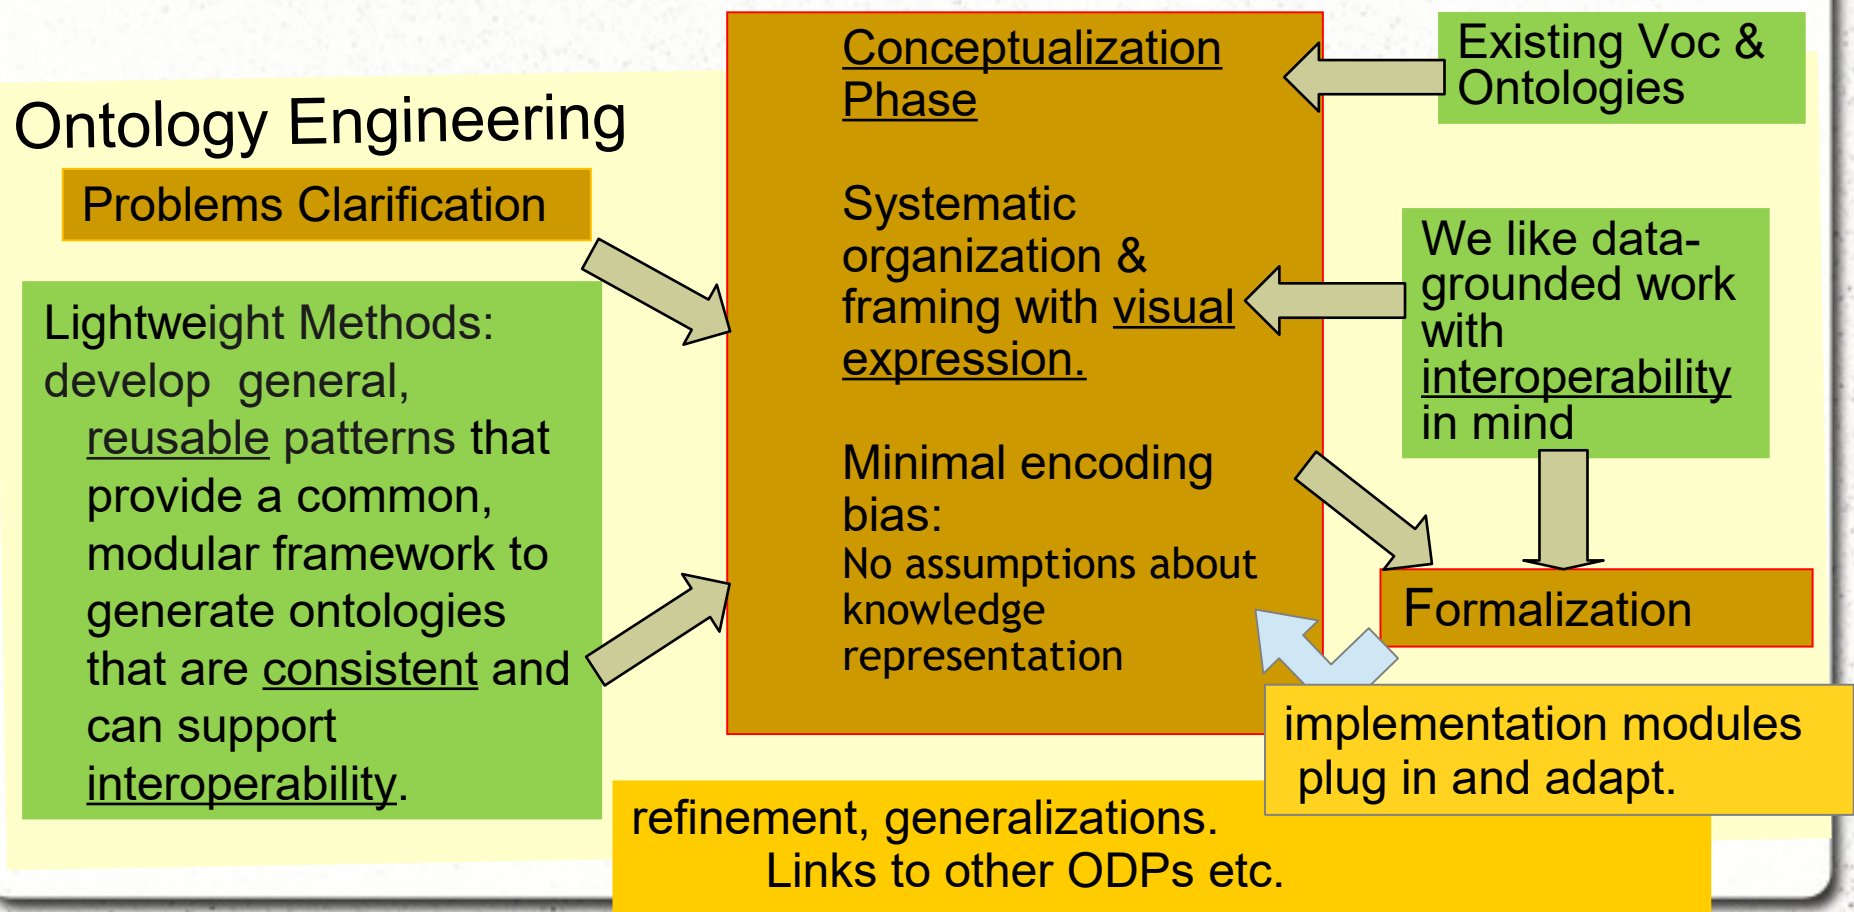 Ontology Engineering
Problems Clarification
Lightweight Methods:
develop general,
reusable patterns that
provide a common,
modular framework to
generate ontologies
that are consistent and
can support
interoperability.
Conceptualization
Phase
Systematic
organization &
framing with visual
expression.
Minimal encoding
bias:
No assumptions about
knowledge
representation
Existing Voc &
Ontologies
We like data-
grounded work
with
interoperability
in mind
Formalization
implementation modules
plug in and adapt.
refinement, generalizations.
Links to other ODPs etc.